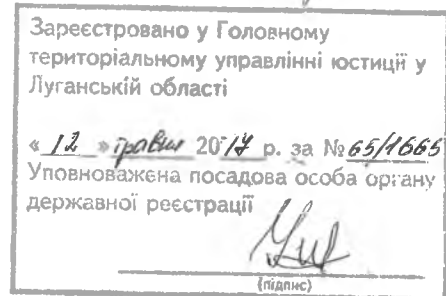 Зареєстровано у Головному
територіальному управлінні юстиції у
Луганській області
« 12 » травня 2017 р. за № 65/1665
Уповноважена посадова особа органу
державної реєстрації
(підпис)